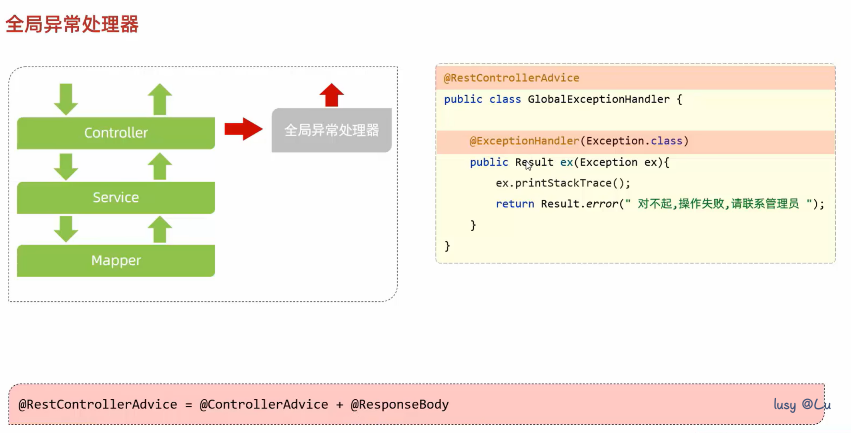 全局异常处理器
Controller
全局异常处理器
Service
Mapper
@RestControllerAdvice
public class GlobalExceptionHandler {
@ExceptionHandler(Exception.class)
public Result ex(Exception ex){
ex.printStackTrace();
return Result.error(" 对不起,操作失败,请联系管理员 ");
}
}
@RestControllerAdvice = @ControllerAdvice + @ResponseBody
lusy @Lu